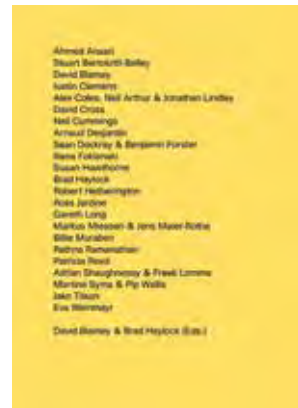 Ahmed Ansari
Stuart Bertolotti-Bailey
David Blamey
Justin Clemens
Alex Coles, Neil Arthur & Jonathan Lindley
David Cross
Neil Cummings
Arnaud Desjardin
Sean Dockray & Benjamin Forster
Susan Hawthorne
Brad Haylock
Robert Hetherington
Ross Jardine
Gareth Long
Markus Miessen & Jens Maier-Rothe
Billie Muraben
Rathna Ramanathan
Patricia Reed
Adrian Shaughnessy & Freek Lomme
Martine Syms & Pip Wallis
Jake Tilson
Eva Weinmayr
David Blamey & Brad Haylock (Eds.)